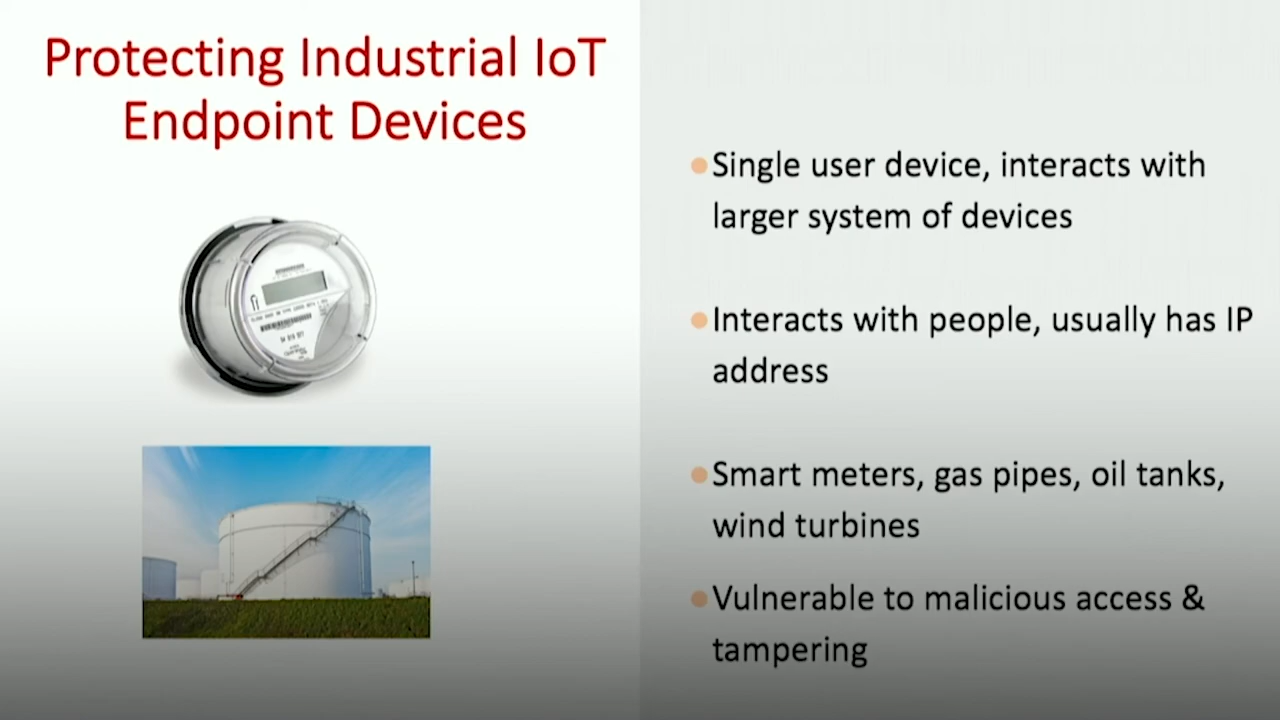 Protecting Industrial IoT
Endpoint Devices
●Single user device, interacts with
larger system of devices
●Interacts with people, usually has IP
address
●Smart meters, gas pipes, oil tanks,
wind turbines
●Vulnerable to malicious access &
tampering